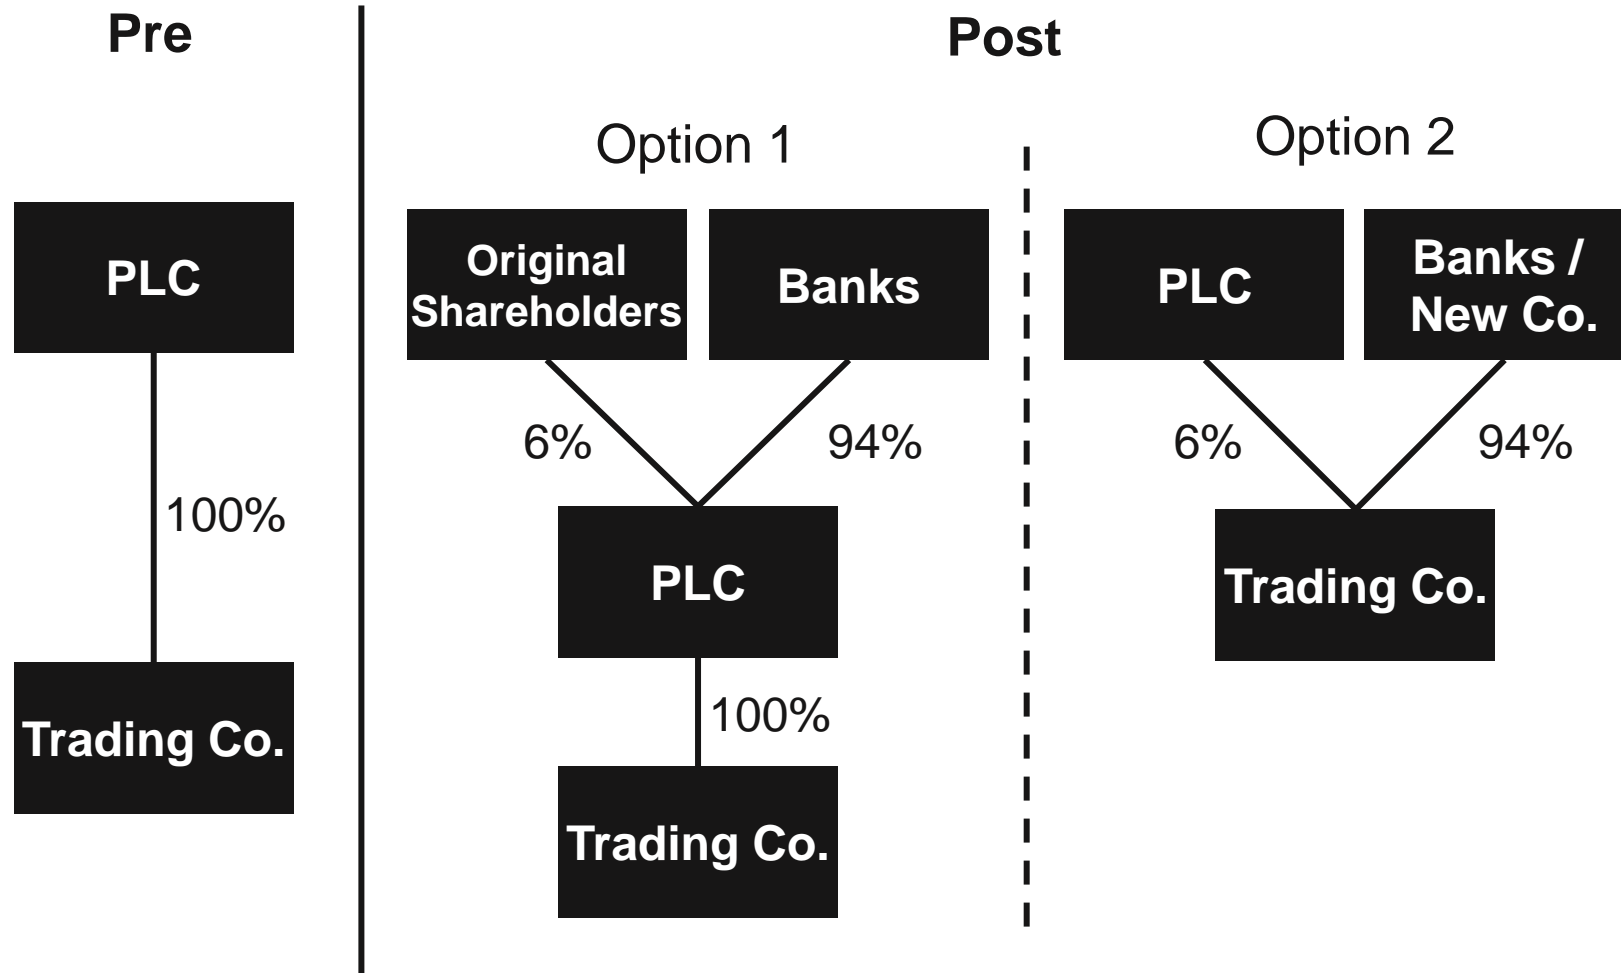 Pre
PLC
100%
Trading Co.
Post
Option 1
Original
Shareholders
Banks
6%
94%
PLC
100%
Trading Co.
Option 2
PLC
Banks /
New Co.
6%
94%
Trading Co.